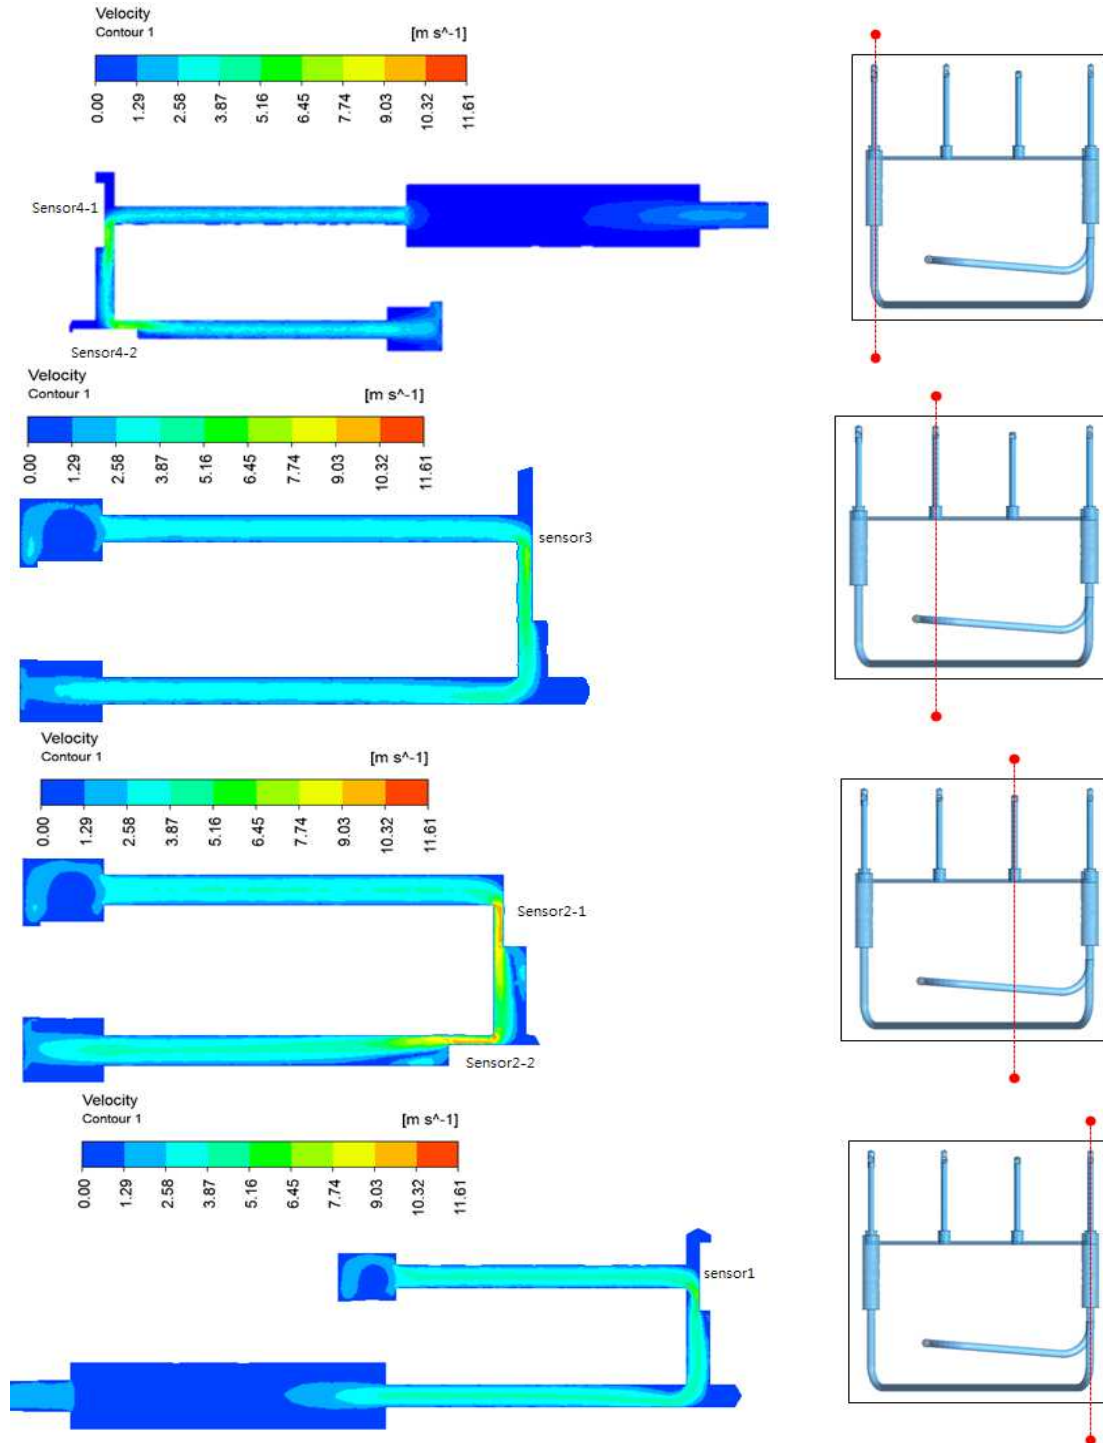 Velocity
Contour 1 [m s^-1]
0.00 1.29 2.58 3.87 5.16 6.45 7.74 9.03 10.32 11.61
Sensor4-1
Sensor4-2
Velocity
Contour 1 [m s^-1]
0.00 1.29 2.58 3.87 5.16 6.45 7.74 9.03 10.32 11.61
sensor3
Velocity
Contour 1 [m s^-1]
0.00 1.29 2.58 3.87 5.16 6.45 7.74 9.03 10.32 11.61
Sensor2-1
Sensor2-2
Velocity
Contour 1 [m s^-1]
0.00 1.29 2.58 3.87 5.16 6.45 7.74 9.03 10.32 11.61
sensor1